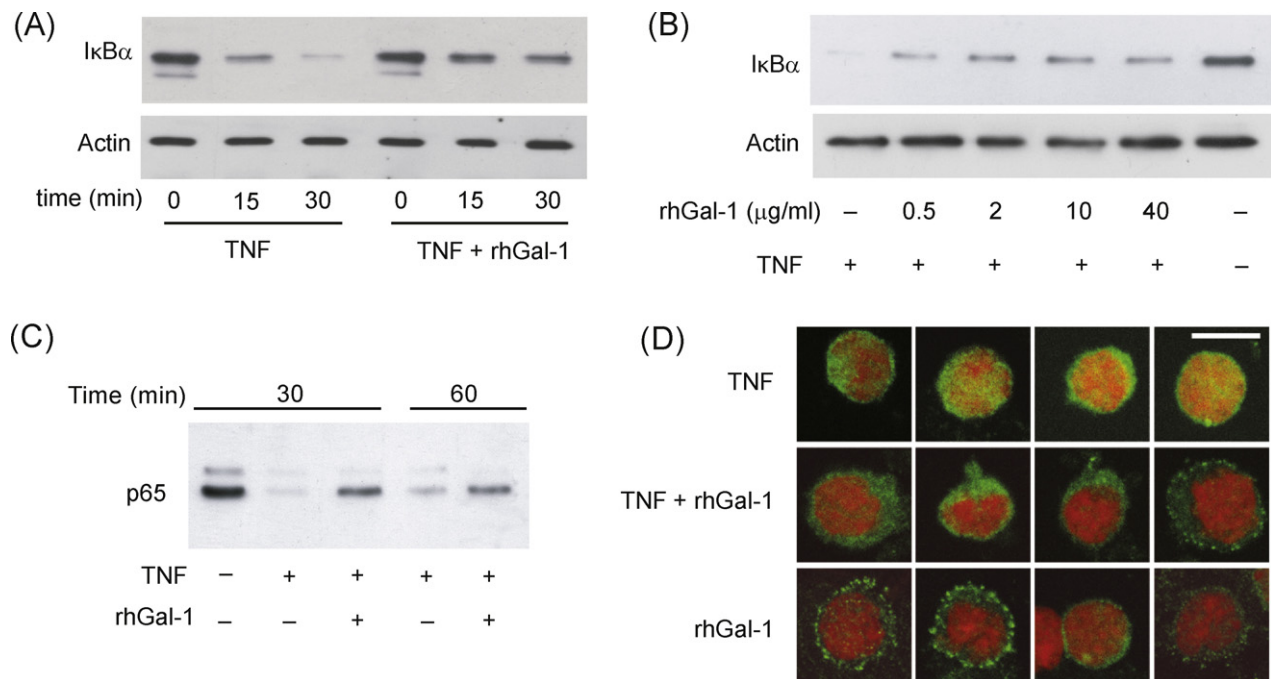 (A)
IκBα
Actin
time (min) 0 15 30 0 15 30
TNF TNF + rhGal-1
(B)
IκBα
Actin
rhGal-1 (μg/ml) – 0.5 2 10 40 –
TNF + + + + + –
(C)
Time (min) 30 60
p65
TNF – + + + +
rhGal-1 – – + – +
(D)
TNF
TNF + rhGal-1
rhGal-1